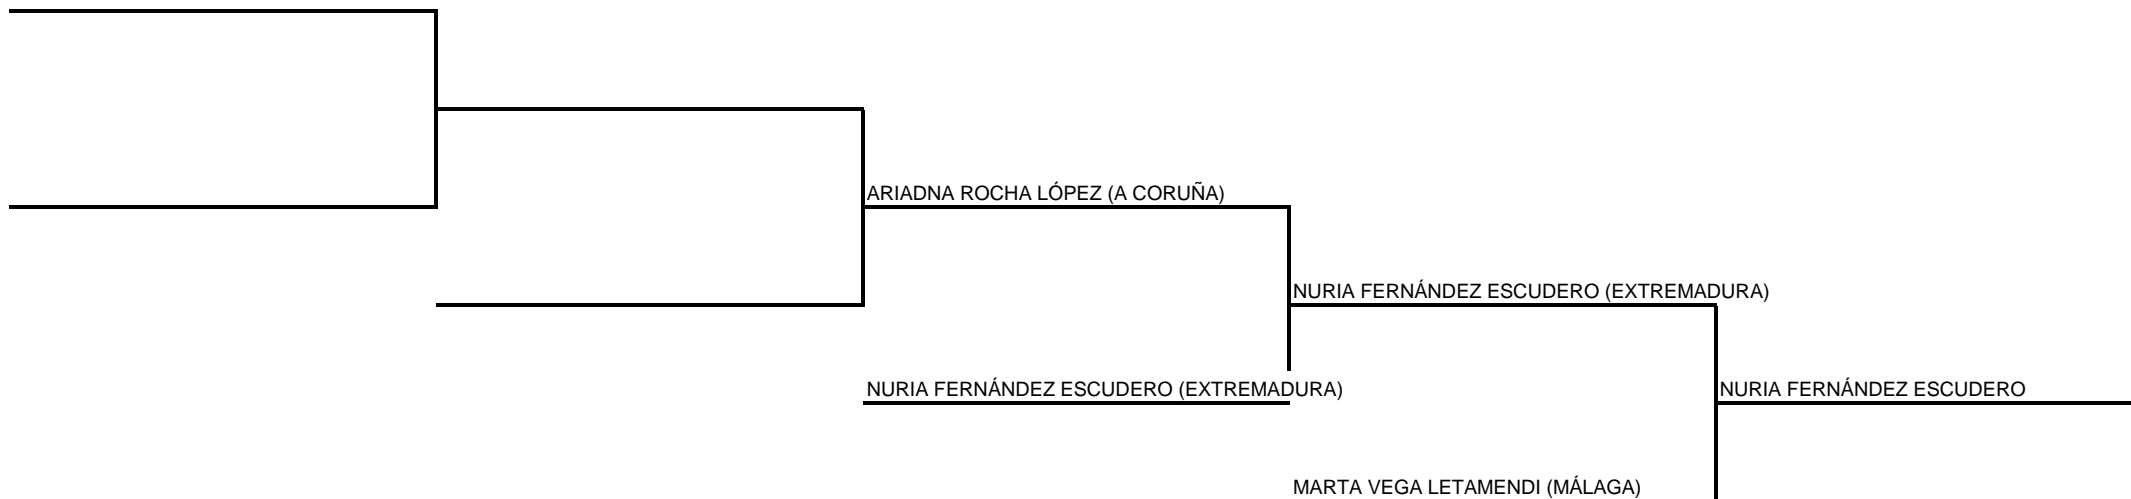 ARIADNA ROCHA LÓPEZ (A CORUÑA)
NURIA FERNÁNDEZ ESCUDERO (EXTREMADURA)
NURIA FERNÁNDEZ ESCUDERO (EXTREMADURA)
NURIA FERNÁNDEZ ESCUDERO
MARTA VEGA LETAMENDI (MÁLAGA)